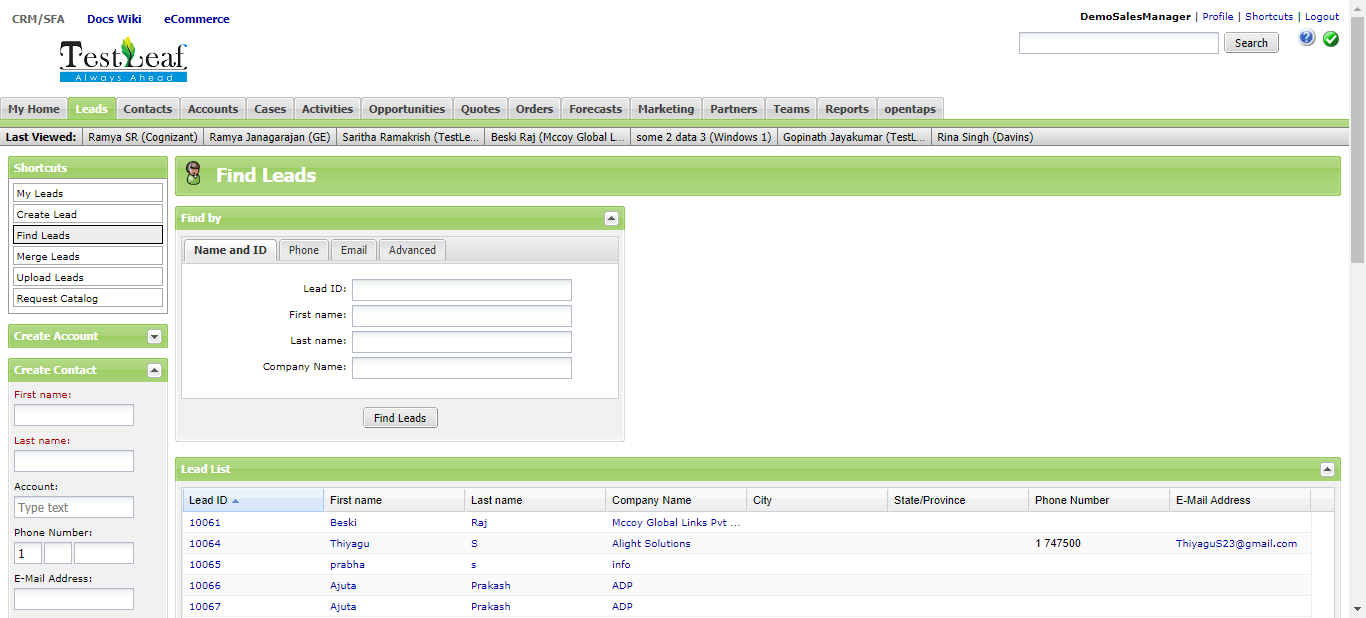 CRM/SFA Docs Wiki eCommerce
DemoSalesManager | Profile | Shortcuts | Logout
Search
TestLeaf
Always Ahead
My Home Leads Contacts Accounts Cases Activities Opportunities Quotes Orders Forecasts Marketing Partners Teams Reports opentaps
Last Viewed: Ramya SR (Cognizant) Ramya Janagarajan (GE) Saritha Ramakrish (TestLe... Beski Raj (Mccoy Global L... some 2 data 3 (Windows 1) Gopinath Jayakumar (TestL... Rina Singh (Davins)
Shortcuts
My Leads
Create Lead
Find Leads
Merge Leads
Upload Leads
Request Catalog
Create Account
Create Contact
First name:
Last name:
Account:
Type text
Phone Number:
1
E-Mail Address:
Find Leads
Find by
Name and ID Phone Email Advanced
Lead ID:
First name:
Last name:
Company Name:
Find Leads
Lead List
Lead ID First name Last name Company Name City State/Province Phone Number E-Mail Address
10061 Beski Raj Mccoy Global Links Pvt ...
10064 Thiyagu S Alight Solutions 1 747500 ThiyaguS23@gmail.com
10065 prabha s info
10066 Ajuta Prakash ADP
10067 Ajuta Prakash ADP